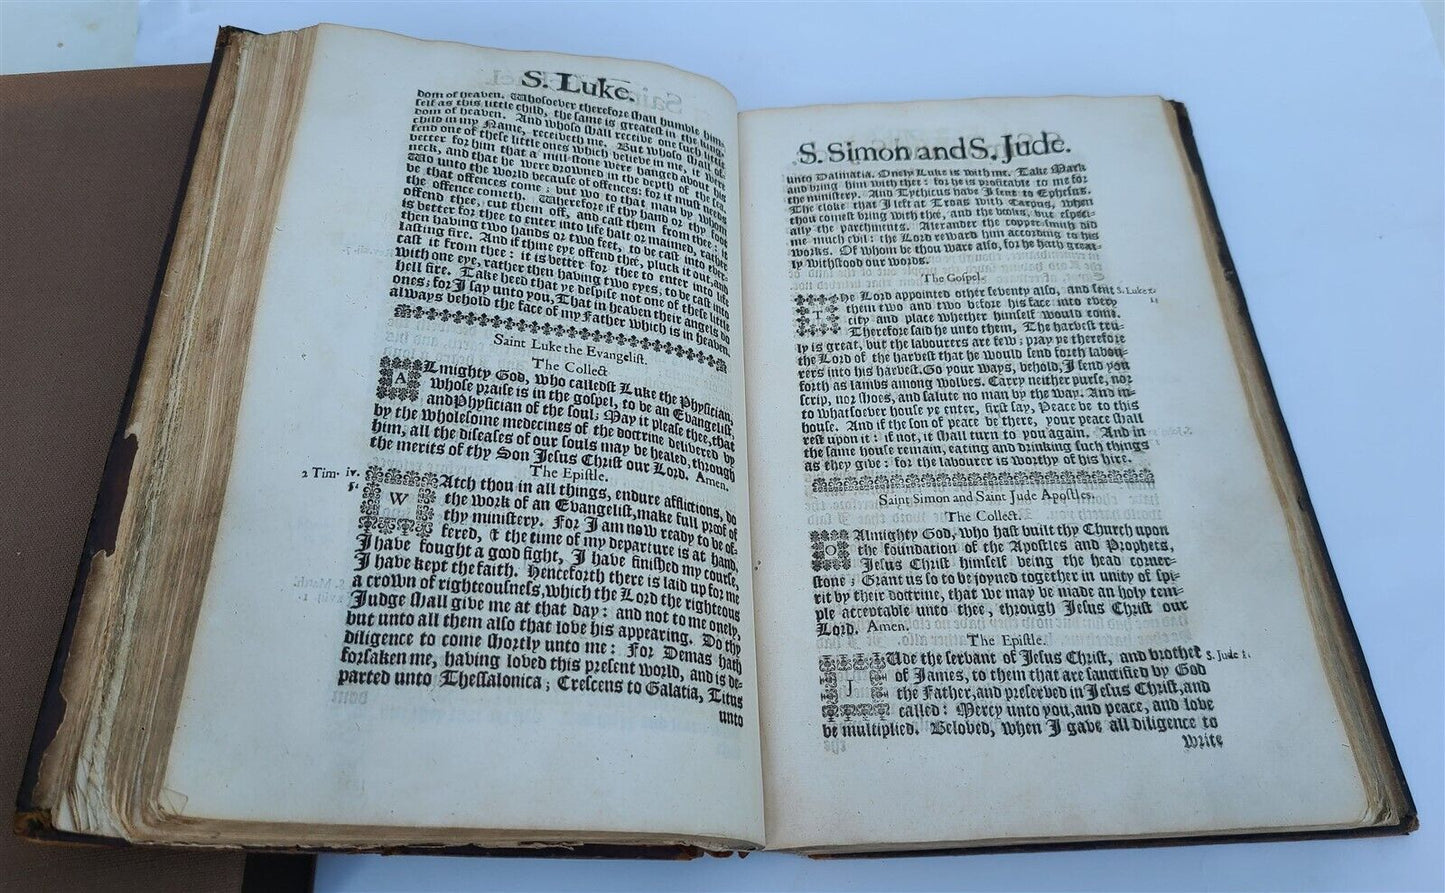 S. Luke.
dom of heaven. Whosoever therefore shall humble him-
self as this little child, the same is greatest in the king-
dom of heaven. And whoso shall receive one such little
child in my Name, receiveth me. But whoso shall of-
fend one of these little ones which believe in me, it were
better for him that a mill-stone were hanged about his
neck, and that he were drowned in the depth of the sea.
Wo unto the world because of offences: for it must needs
be that offences come; but wo to that man by whom
the offence cometh. Wherefore if thy hand or thy foot
offend thee, cut them off, and cast them from thee: it
is better for thee to enter into life halt or maimed, rather
then having two hands or two feet, to be cast into ever-
lasting fire. And if thine eye offend thee, pluck it out, and
cast it from thee: it is better for thee to enter into life
with one eye, rather then having two eyes, to be cast into
hell fire. Take heed that ye despise not one of these little
ones; for I say unto you, That in heaven their angels do
always behold the face of my Father which is in heaven.
Saint Luke the Evangelist.
The Collect
ALmighty God, who calledst Luke the Physician,
whose praise is in the gospel, to be an Evangelist,
and Physician of the soul; May it please thee, that
by the wholesome medecines of the doctrine delivered by
him, all the diseases of our souls may be healed, through
the merits of thy Son Jesus Christ our Lord. Amen.
The Epistle.
2 Tim. iv.
5.
WAtch thou in all things, endure afflictions, do
the work of an Evangelist, make full proof of
thy ministery. For I am now ready to be of-
fered, & the time of my departure is at hand.
I have fought a good fight, I have finished my course,
I have kept the faith. Henceforth there is laid up for me
a crown of righteousness, which the Lord the righteous
Judge shall give me at that day: and not to me onely,
but unto all them also that love his appearing. Do thy
diligence to come shortly unto me: For Demas hath
forsaken me, having loved this present world, and is de-
parted unto Thessalonica; Crescens to Galatia, Titus
unto
S. Simon and S. Jude.
unto Dalmatia. Onely Luke is with me. Take Mark
and bring him with thee: for he is profitable to me for
the ministery. And Tychicus have I sent to Ephesus.
The cloke that I left at Troas with Carpus, when
thou comest bring with thee, and the books, but especi-
ally the parchments. Alexander the copper-smith did
me much evil: the Lord reward him according to his
works. Of whom be thou ware also, for he hath great-
ly withstood our words.
The Gospel.
THe Lord appointed other seventy also, and sent
S. Luke x.
1.
them two and two before his face into every
city and place whether himself would come.
Therefore said he unto them, The harvest tru-
ly is great, but the labourers are few; pray ye therefore
the Lord of the harvest that he would send forth labou-
rers into his harvest. Go your ways, behold, I send you
forth as lambs among wolves. Carry neither purse, nor
scrip, nor shoes, and salute no man by the way. And in-
to whatsoever house ye enter, first say, Peace be to this
house. And if the son of peace be there, your peace shall
rest upon it: if not, it shall turn to you again. And in
the same house remain, eating and drinking such things
as they give: for the labourer is worthy of his hire.
Saint Simon and Saint Jude Apostles.
The Collect.
O Almighty God, who hast built thy Church upon
the foundation of the Apostles and Prophets,
Jesus Christ himself being the head corner-
stone; Grant us so to be joyned together in unity of spi-
rit by their doctrine, that we may be made an holy tem-
ple acceptable unto thee, through Jesus Christ our
Lord. Amen.
The Epistle.
JUde the servant of Jesus Christ, and brother
S. Jude 1.
of James, to them that are sanctified by God
the Father, and preserved in Jesus Christ, and
called: Mercy unto you, and peace, and love
be multiplied. Beloved, when I gave all diligence to
write